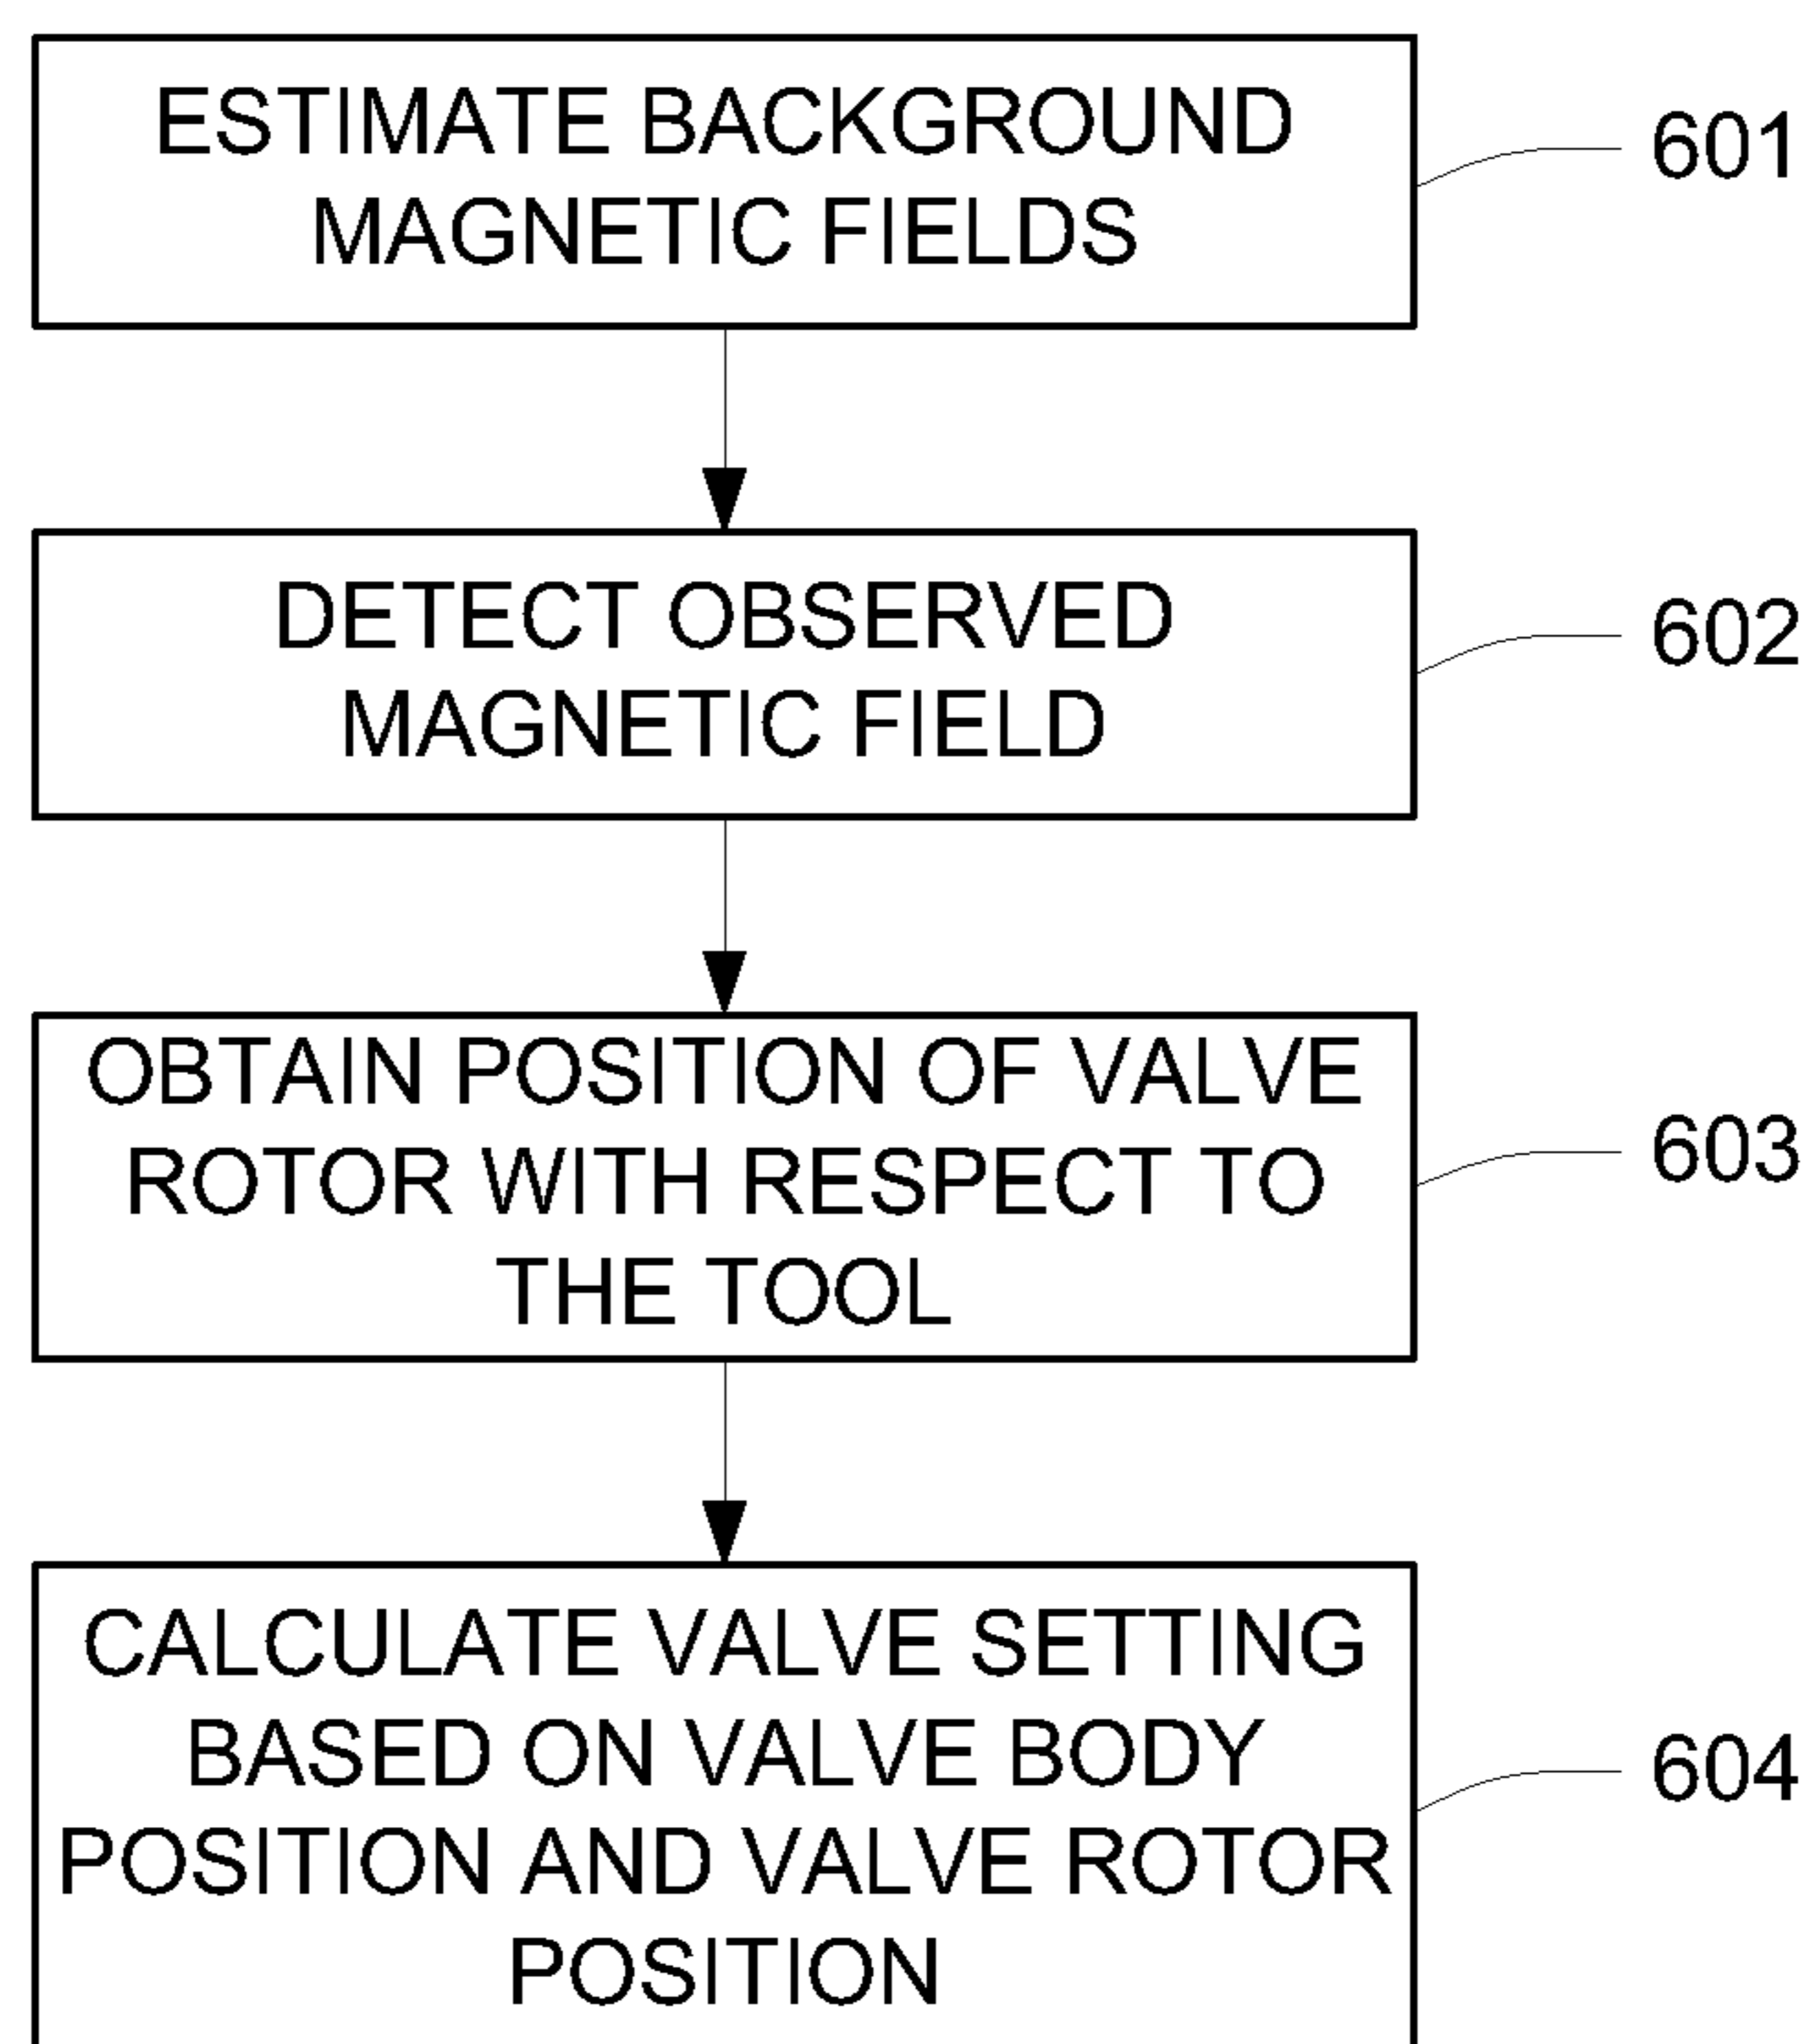 ESTIMATE BACKGROUND
MAGNETIC FIELDS
601
DETECT OBSERVED
MAGNETIC FIELD
602
OBTAIN POSITION OF VALVE
ROTOR WITH RESPECT TO
THE TOOL
603
CALCULATE VALVE SETTING
BASED ON VALVE BODY
POSITION AND VALVE ROTOR
POSITION
604